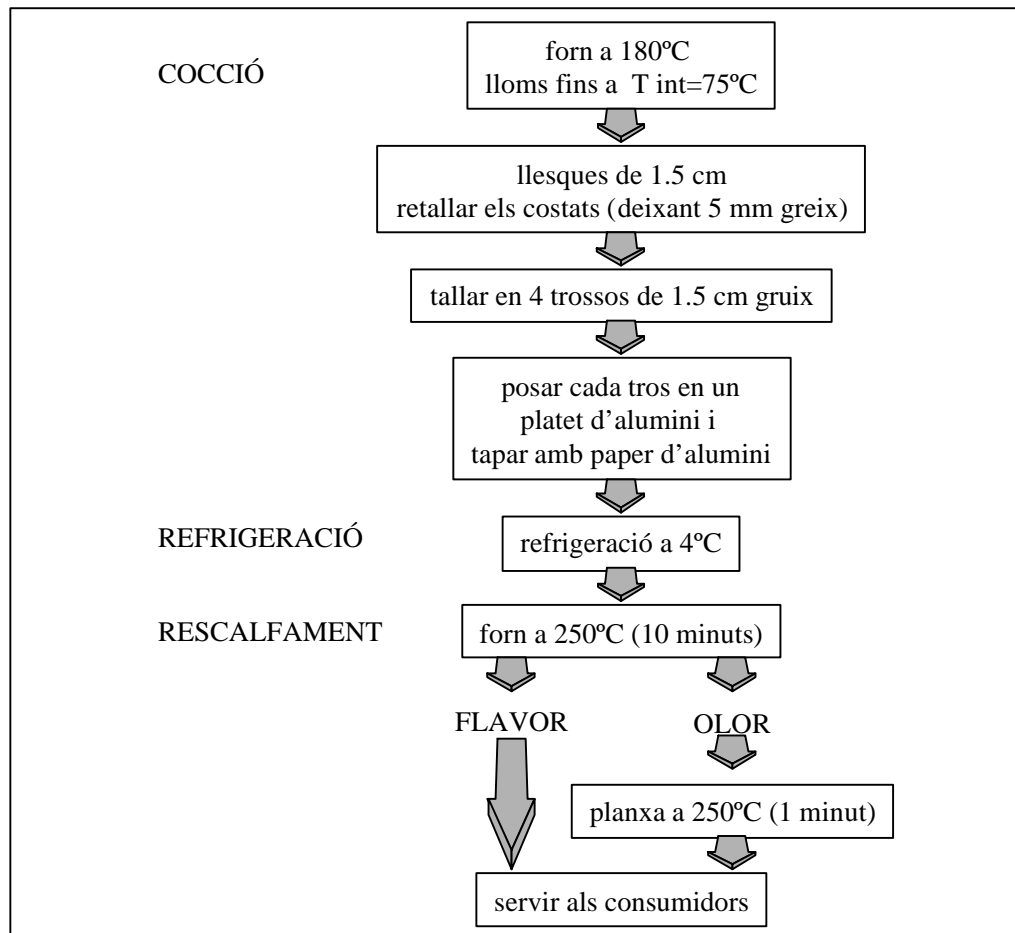 COCCIÓ
forn a 180ºC
lloms fins a T int=75ºC
llesques de 1.5 cm
retallar els costats (deixant 5 mm greix)
tallar en 4 trossos de 1.5 cm gruix
posar cada tros en un
platet d’alumini i
tapar amb paper d’alumini
REFRIGERACIÓ
refrigeració a 4ºC
RESCALFAMENT
forn a 250ºC (10 minuts)
FLAVOR
OLOR
planxa a 250ºC (1 minut)
servir als consumidors